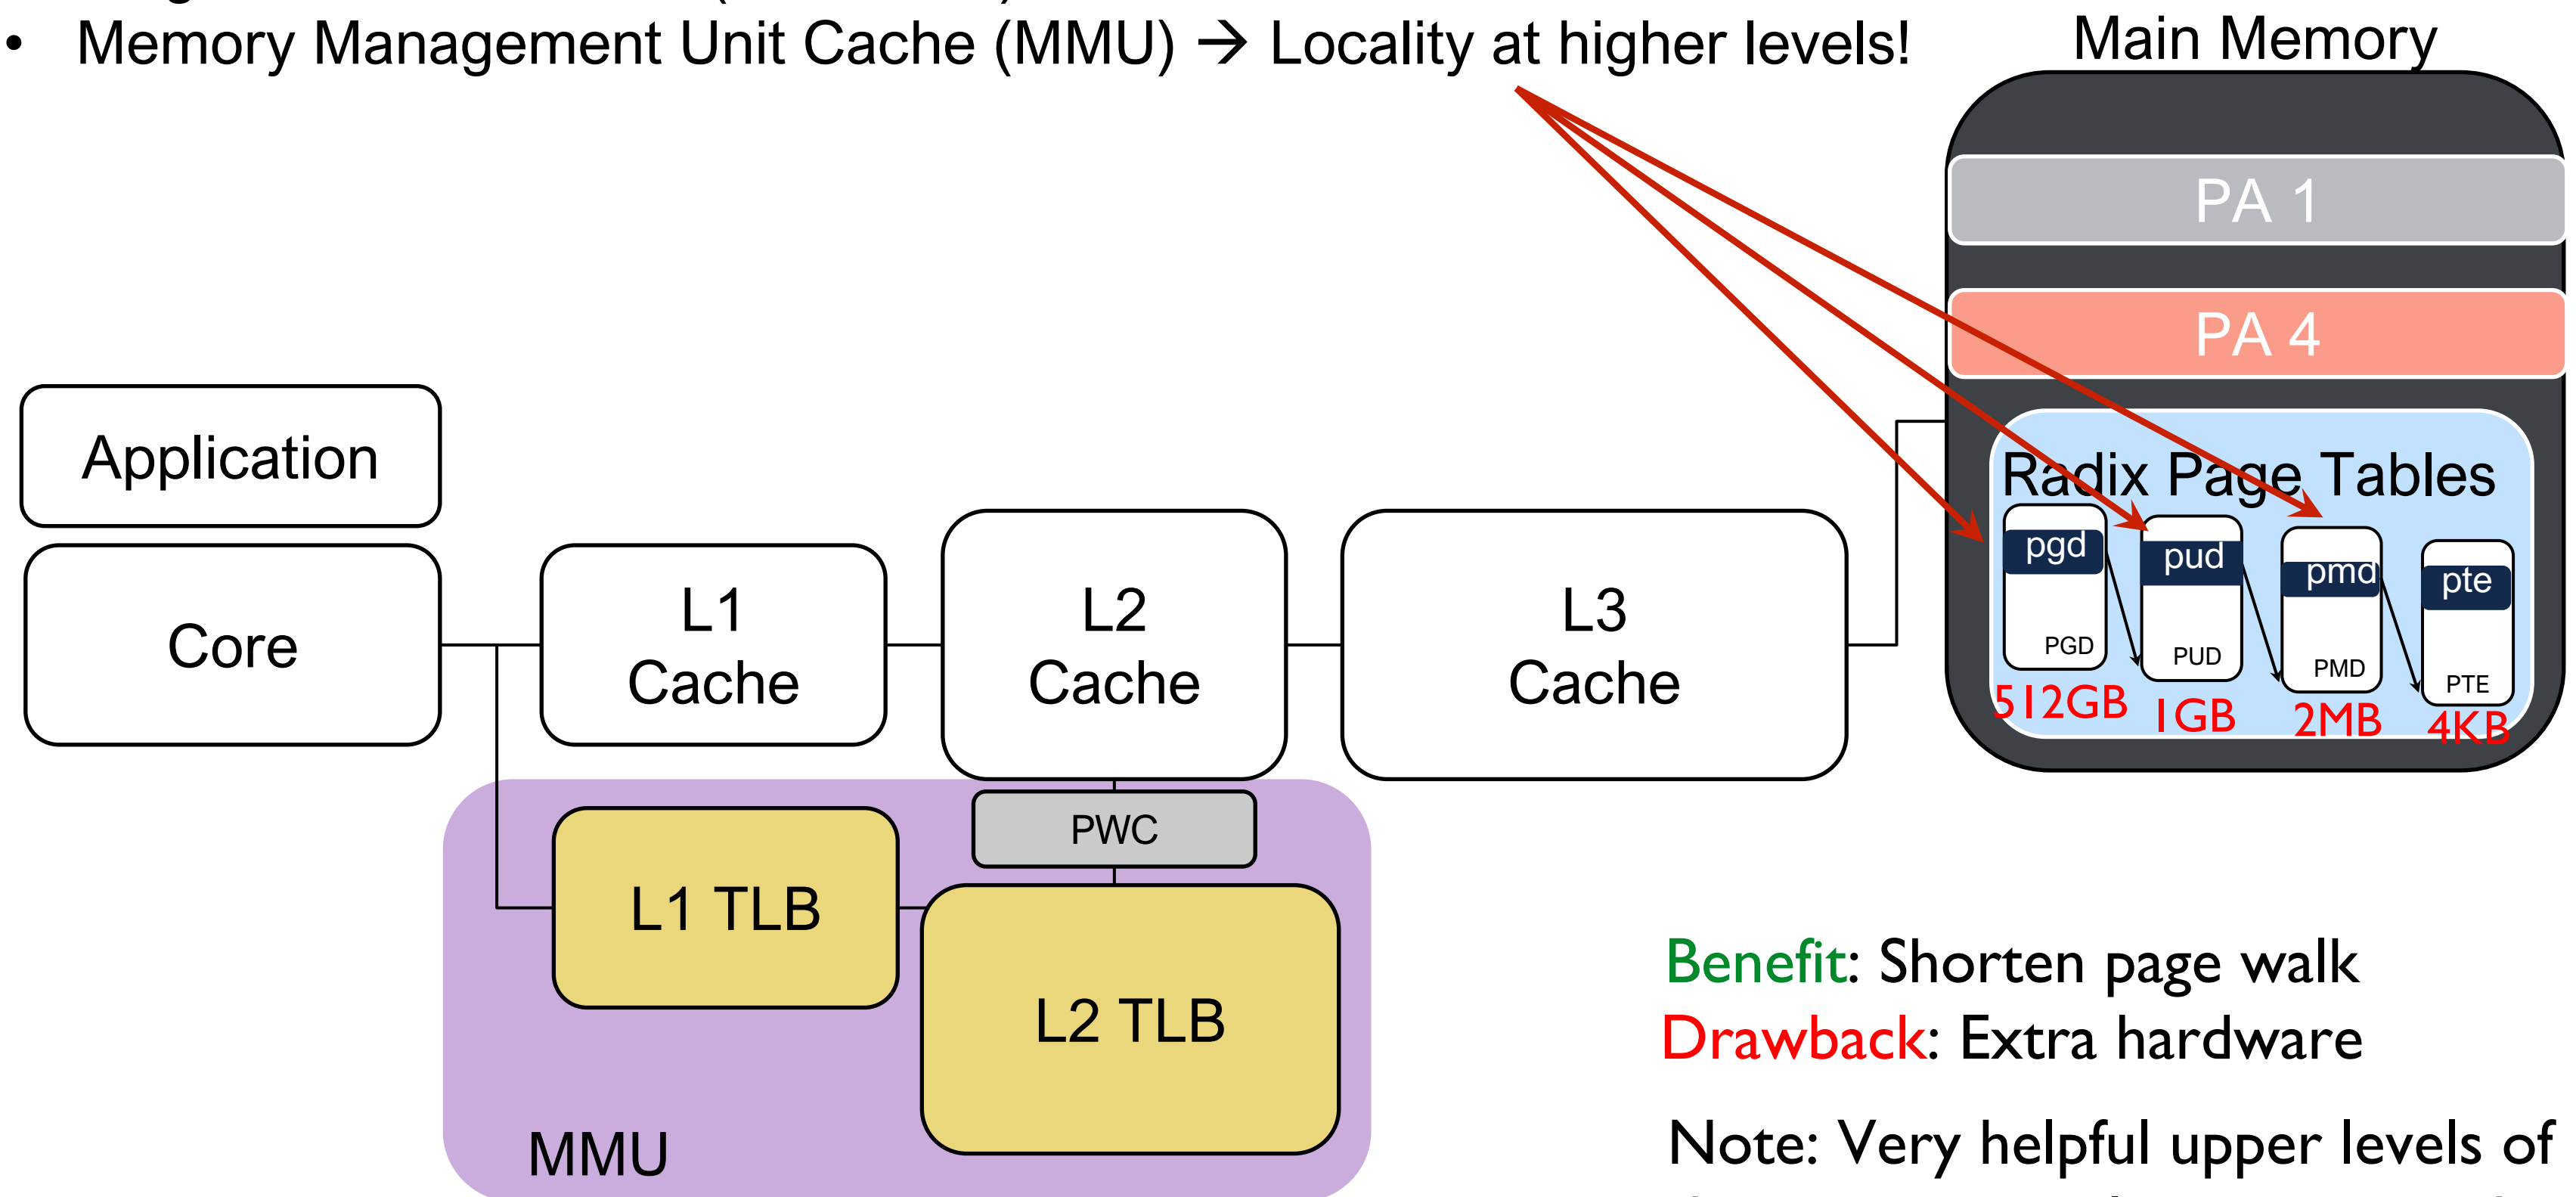 • Memory Management Unit Cache (MMU) → Locality at higher levels!
Main Memory
PA 1
PA 4
Radix Page Tables
pgd
pud
pmd
pte
PGD
PUD
PMD
PTE
512GB
1GB
2MB
4KB
Application
Core
L1
Cache
L2
Cache
L3
Cache
PWC
L1 TLB
L2 TLB
MMU
Benefit: Shorten page walk
Drawback: Extra hardware
Note: Very helpful upper levels of